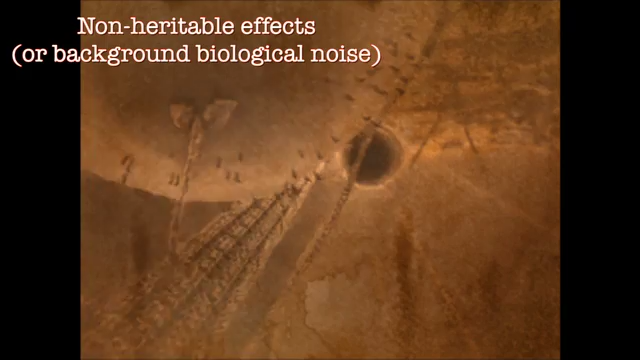 Non-heritable effects
(or background biological noise)